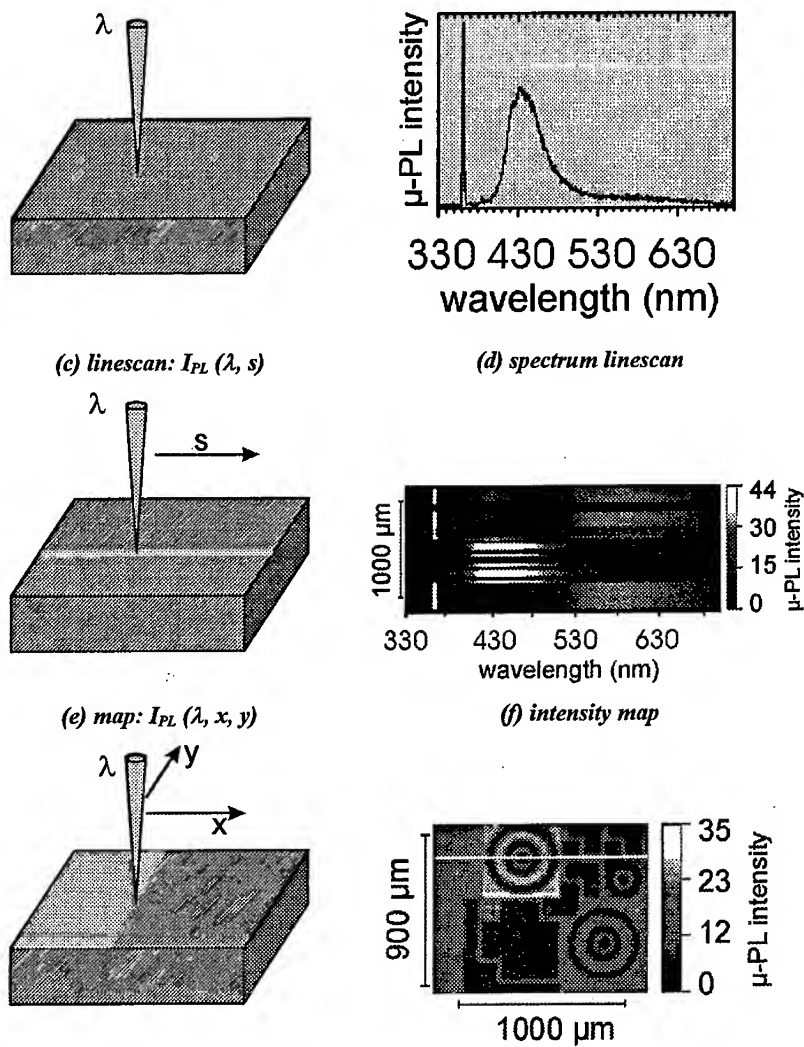 λ
μ-PL intensity
330 430 530 630
wavelength (nm)
(c) linescan: I_PL (λ, s)
(d) spectrum linescan
λ
s
1000 μm
44
30
15
0
μ-PL intensity
330 430 530 630
wavelength (nm)
(e) map: I_PL (λ, x, y)
(f) intensity map
λ
y
x
900 μm
35
23
12
0
μ-PL intensity
1000 μm